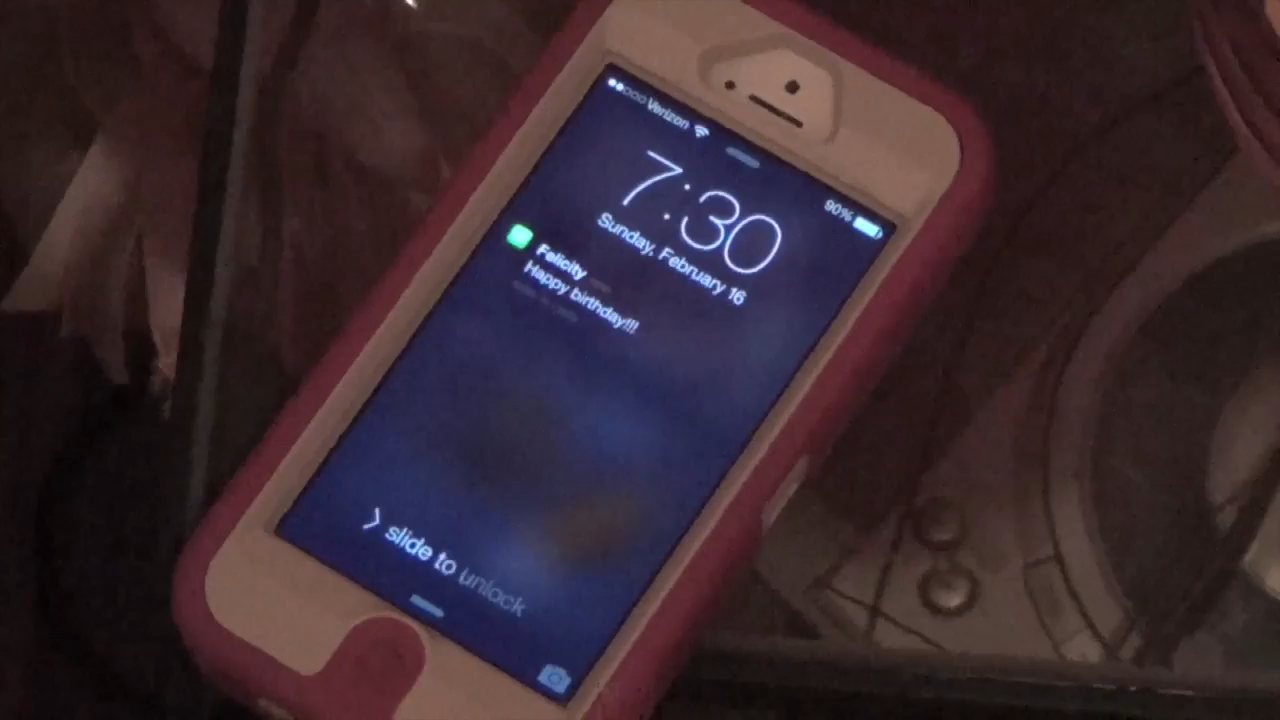 Verizon
90%
7:30
Sunday, February 16
Felicity
Happy birthday!!!
slide to unlock